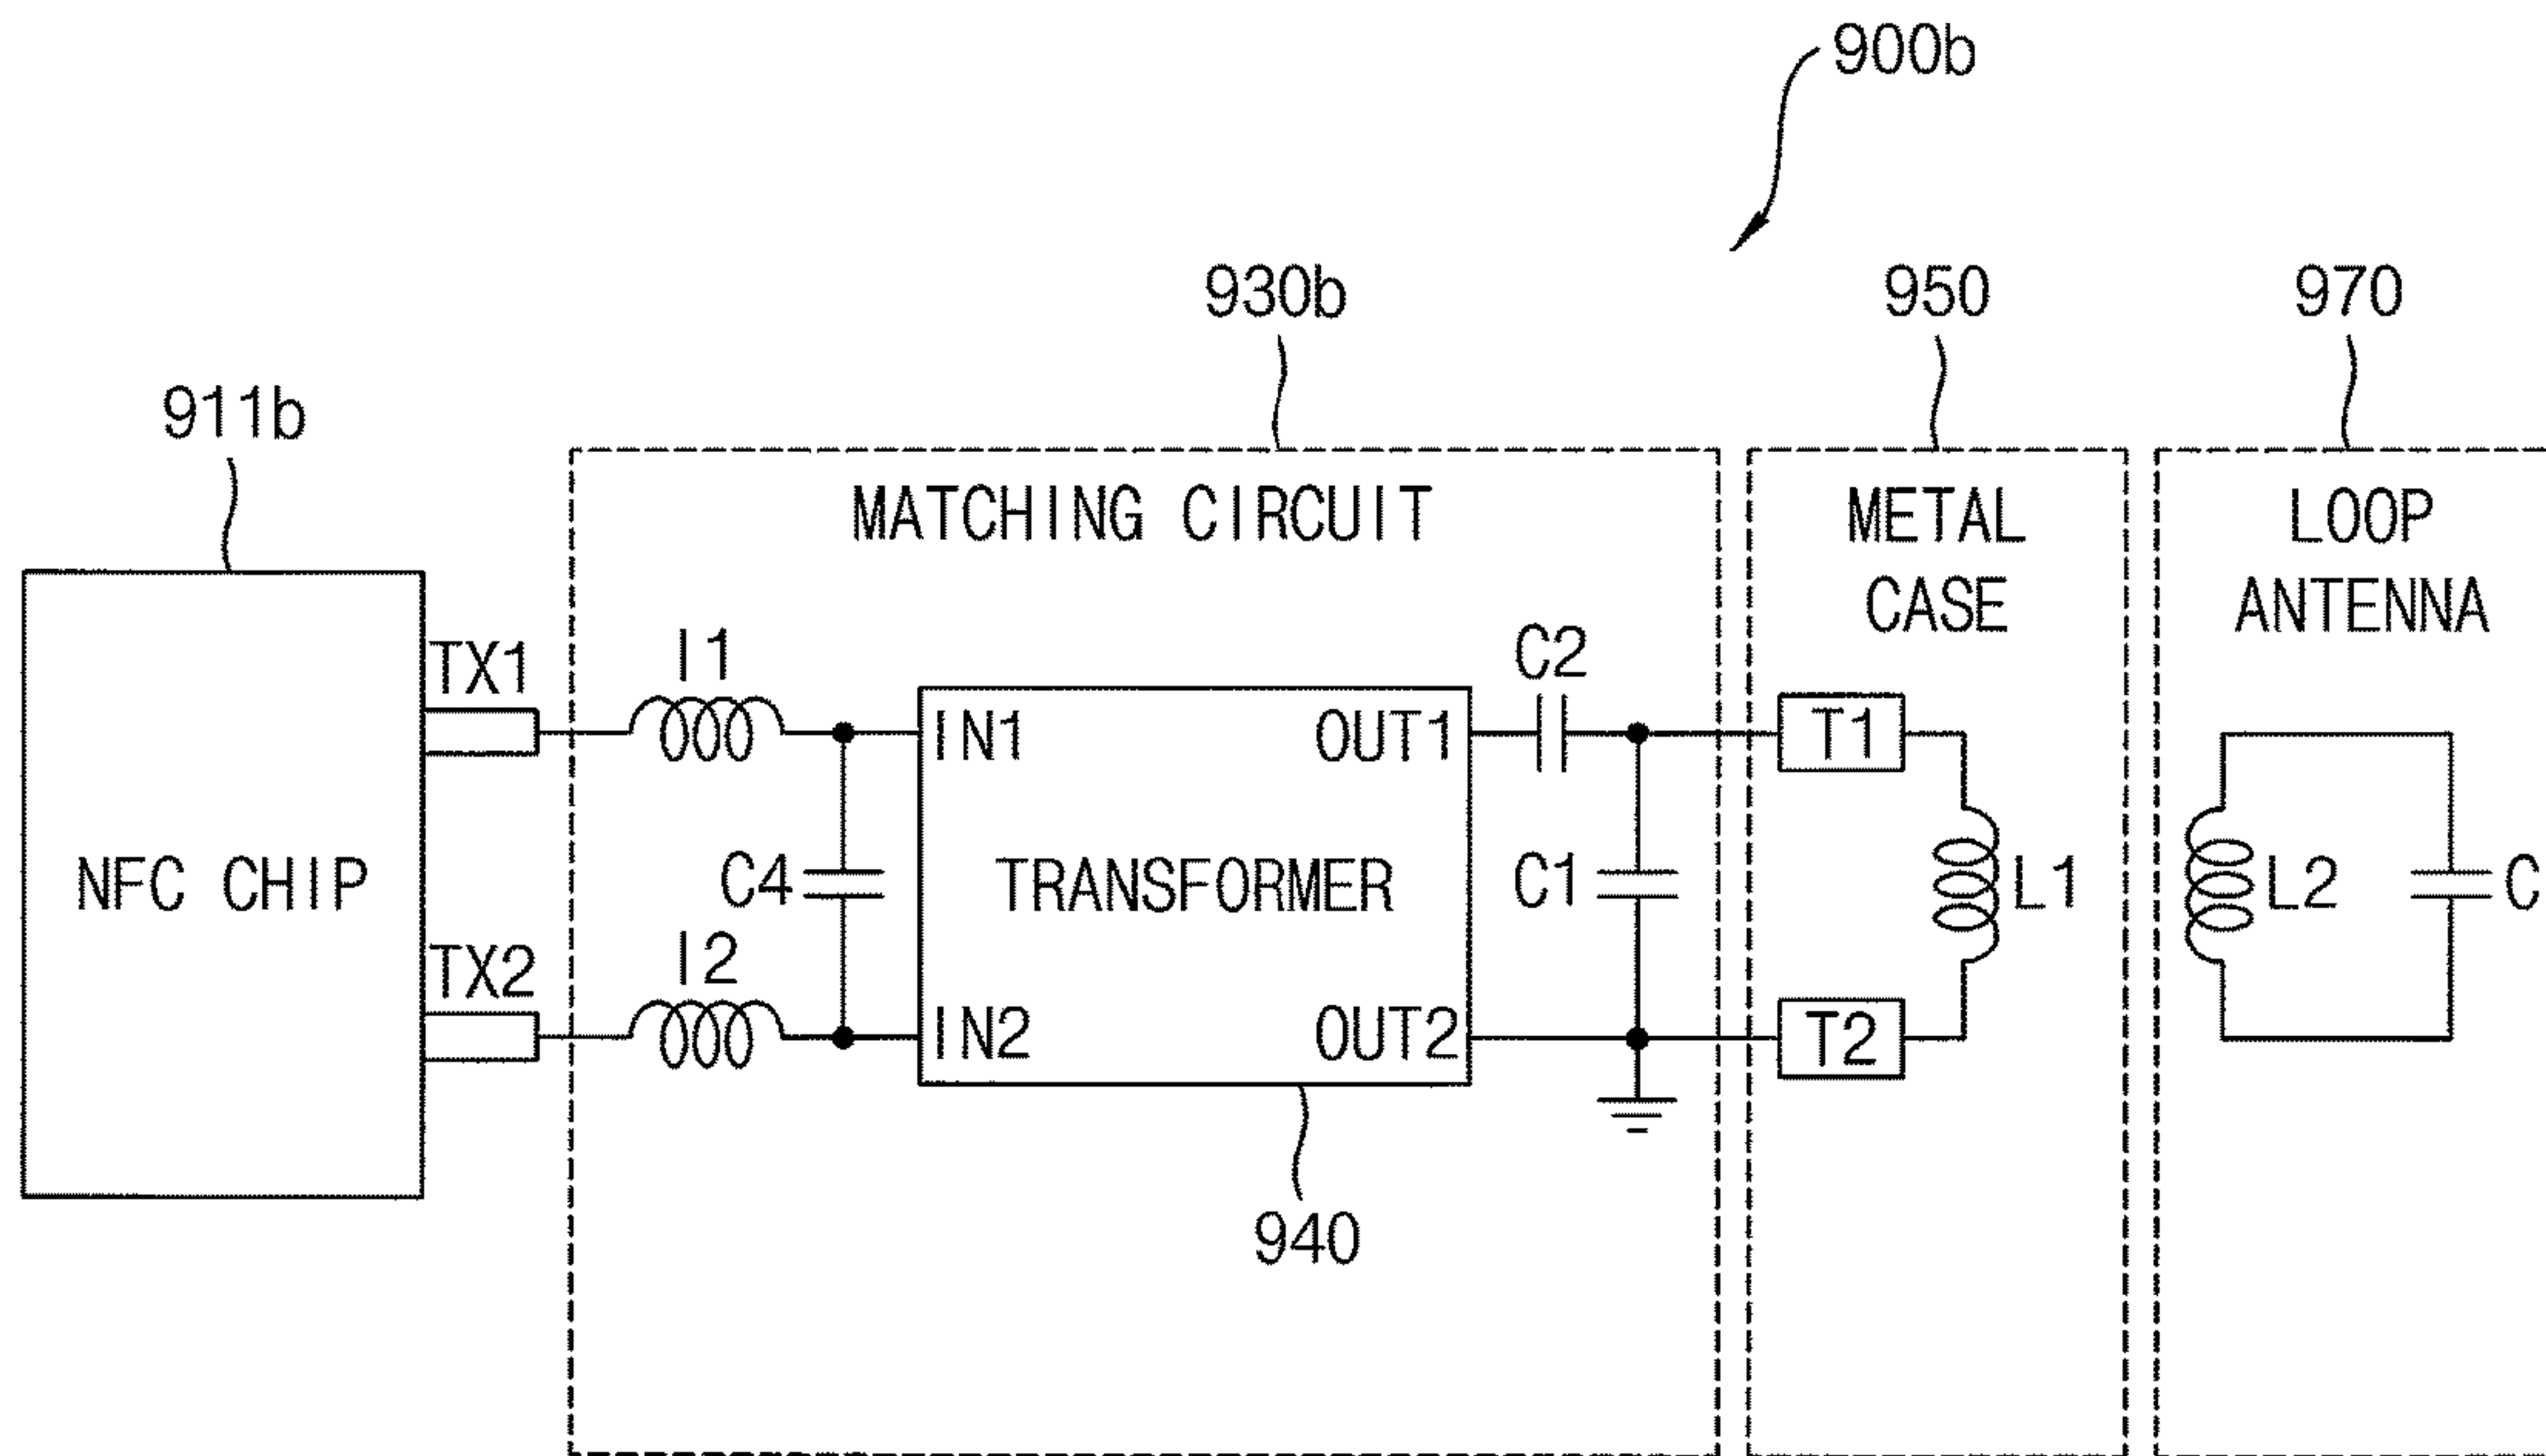 900b
930b
950
970
911b
MATCHING CIRCUIT
METAL
CASE
LOOP
ANTENNA
TX1
I1
C2
IN1
OUT1
T1
NFC CHIP
C4
TRANSFORMER
C1
L1
L2
C
TX2
I2
IN2
OUT2
T2
940